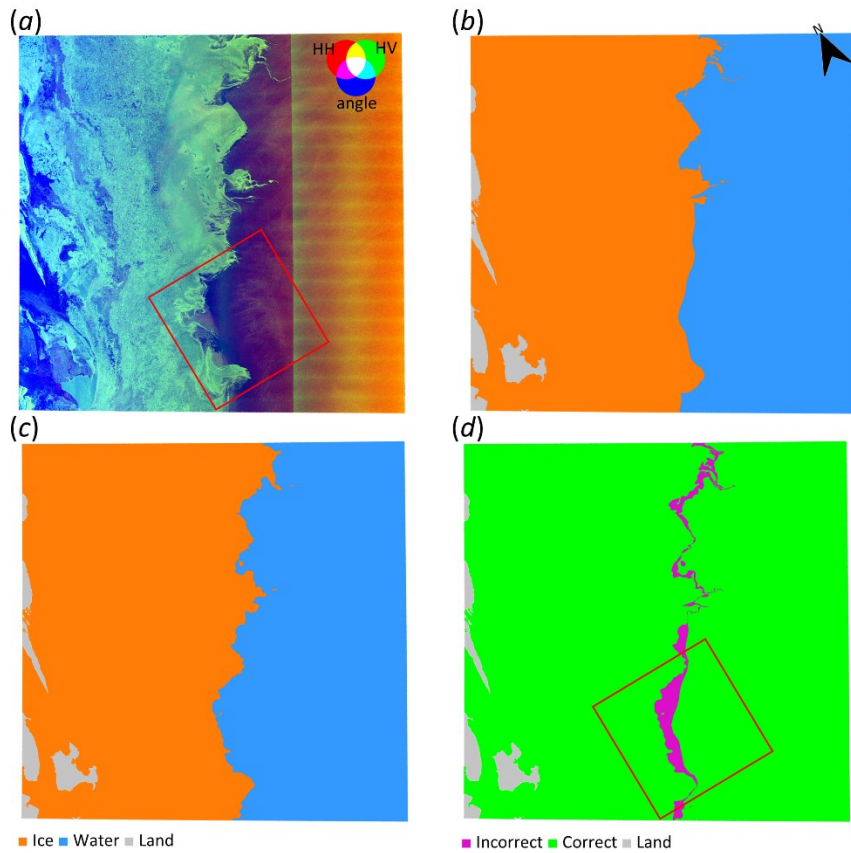 (a)
HH HV
angle
(b)
N
(c)
(d)
Ice Water Land
Incorrect Correct Land